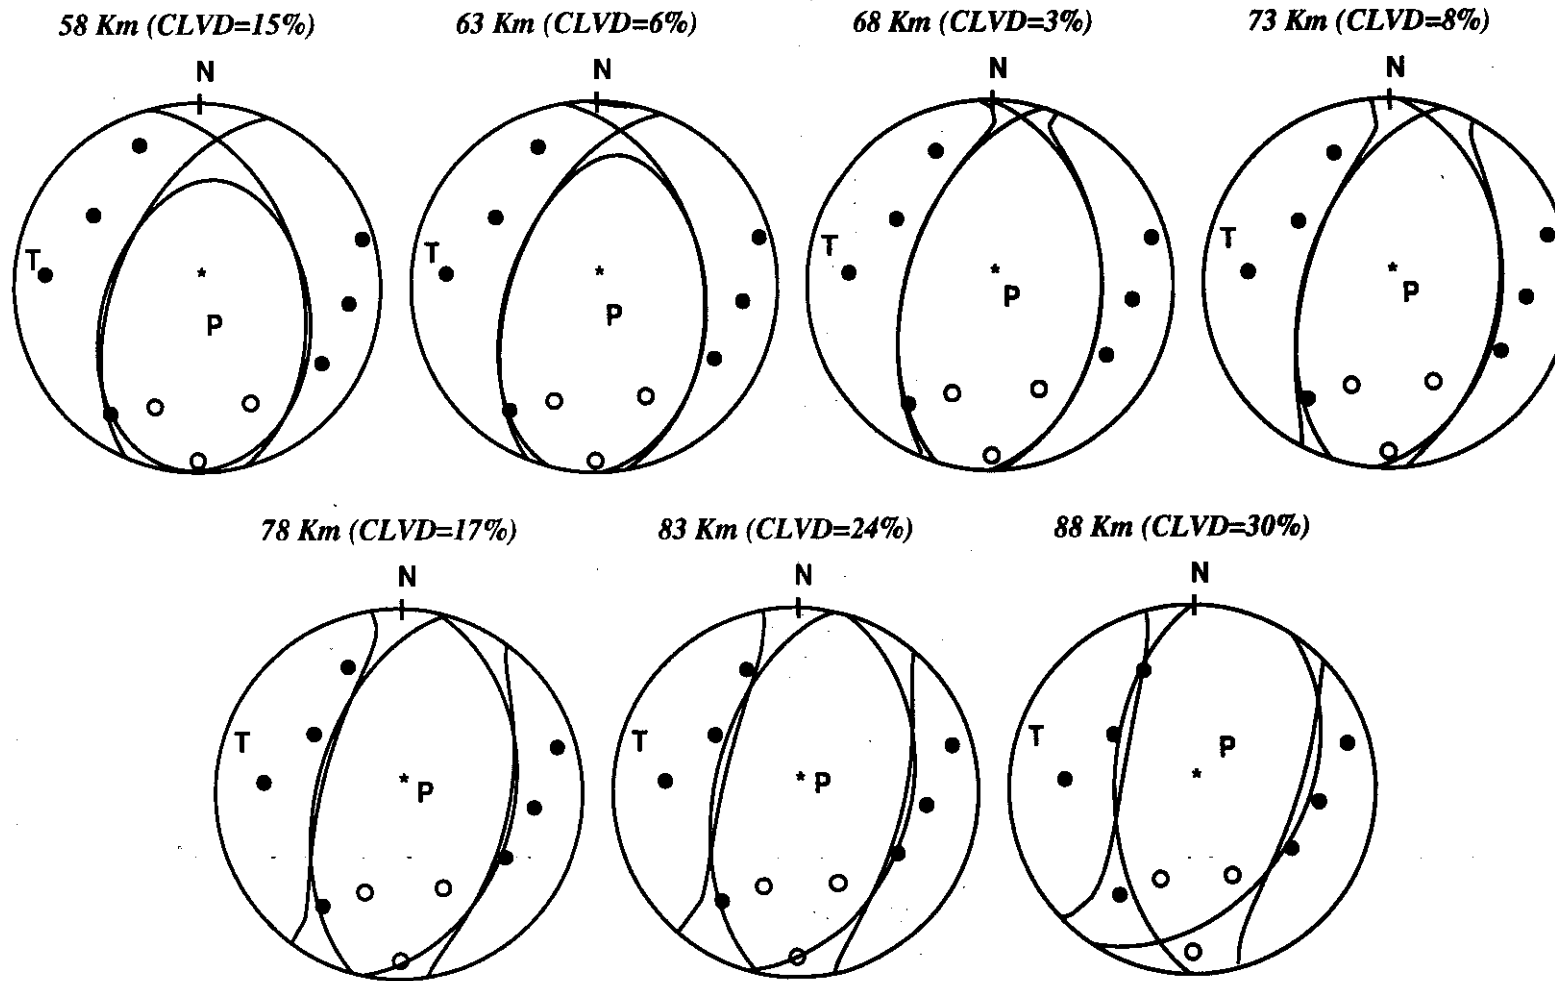 58 Km (CLVD=15%) 63 Km (CLVD=6%) 68 Km (CLVD=3%) 73 Km (CLVD=8%)
N N N N
T T T T
* * * *
P P P P
78 Km (CLVD=17%) 83 Km (CLVD=24%) 88 Km (CLVD=30%)
N N N
T T T P
* P * P *